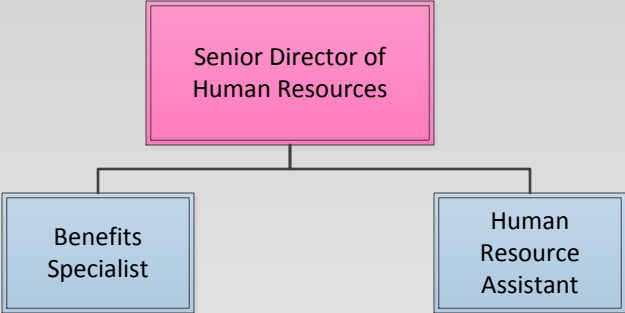 Senior Director of
Human Resources
Benefits
Specialist
Human
Resource
Assistant